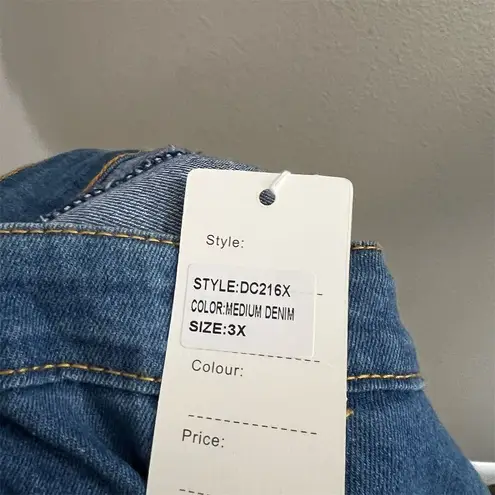 Style:
STYLE:DC216X
COLOR:MEDIUM DENIM
SIZE:3X
Colour:
Price: